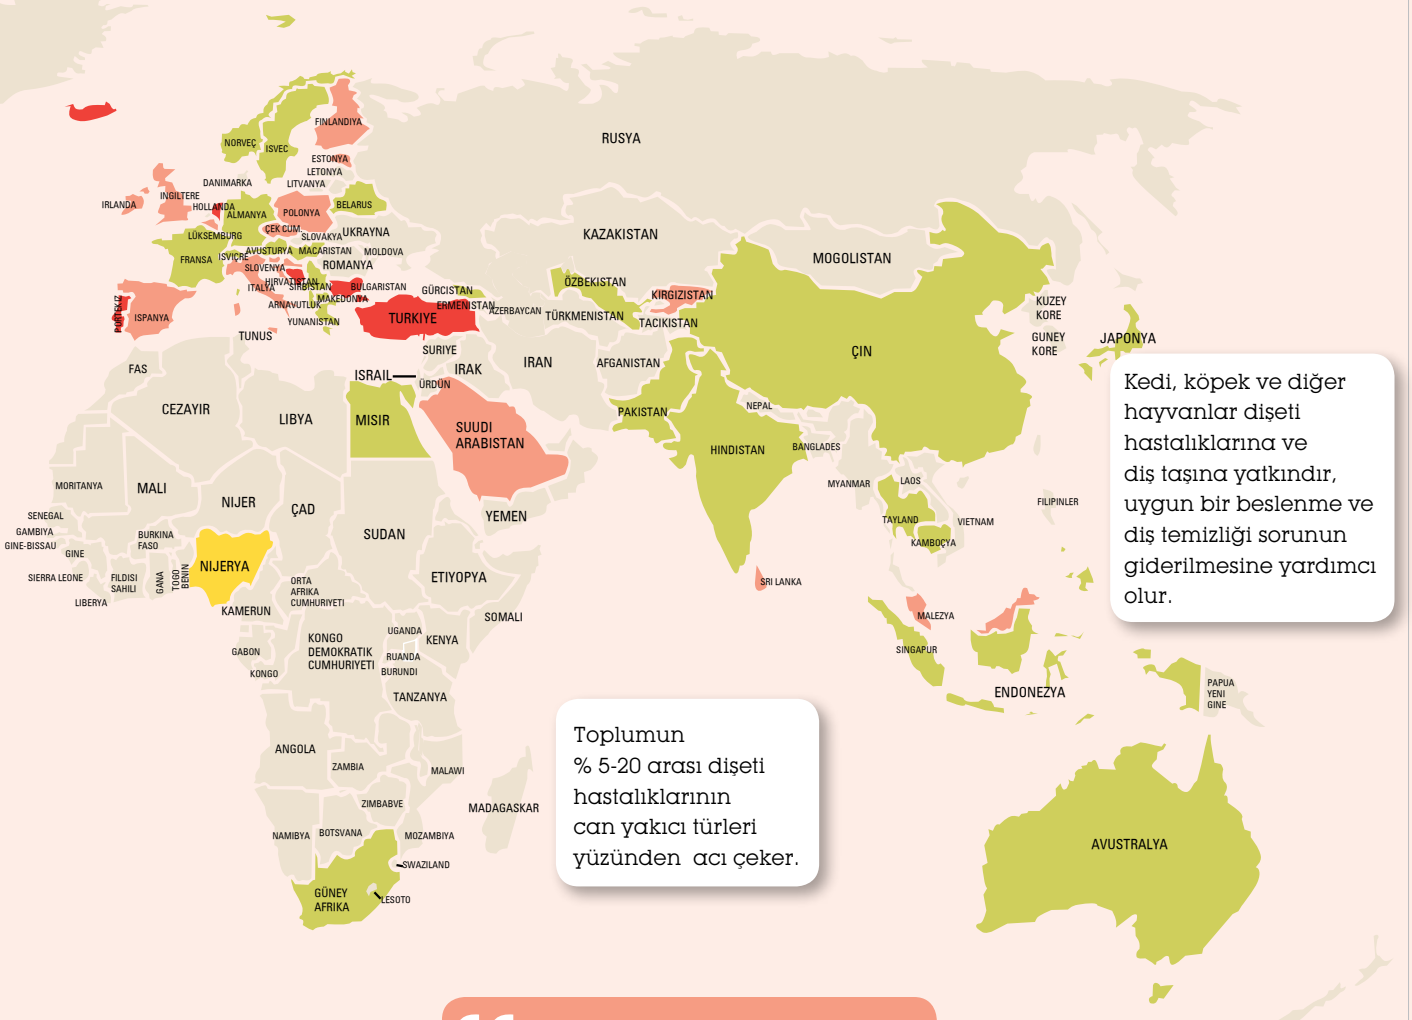 FINLANDIYA
NORVEÇ
ISVEC
ESTONYA
LETONYA
LITVANYA
DANIMARKA
RUSYA
IRLANDA
INGILTERE
HOLLANDA
ALMANYA
POLONYA
BELARUS
LÜKSEMBURG
ÇEK CUM.
SLOVAKYA
UKRAYNA
FRANSA
ISVIÇRE
AVUSTURYA
MACARISTAN
MOLDOVA
SLOVENYA
ROMANYA
HIRVATISTAN
ITALYA
SIRBISTAN
BULGARISTAN
PORTEKIZ
ISPANYA
ARNAVUTLUK
MAKEDONYA
YUNANISTAN
TURKIYE
GÜRCISTAN
ERMENISTAN
AZERBAYCAN
KAZAKISTAN
MOGOLISTAN
ÖZBEKISTAN
KIRGIZISTAN
TÜRKMENISTAN
TACIKISTAN
ÇIN
KUZEY
KORE
GUNEY
KORE
JAPONYA
TUNUS
FAS
CEZAYIR
LIBYA
MISIR
ISRAIL
SURIYE
ÜRDÜN
IRAK
IRAN
AFGANISTAN
PAKISTAN
NEPAL
HINDISTAN
BANGLADES
SUUDI
ARABISTAN
YEMEN
MYANMAR
LAOS
TAYLAND
VIETNAM
KAMBOÇYA
FILIPINLER
SRI LANKA
MALEZYA
SINGAPUR
ENDONEZYA
PAPUA
YENI
GINE
AVUSTRALYA
MORITANYA
MALI
NIJER
ÇAD
SUDAN
SENEGAL
GAMBIYA
GINE-BISSAU
GINE
SIERRA LEONE
LIBERYA
FILDISI
SAHILI
BURKINA
FASO
GANA
TOGO
BENIN
NIJERYA
KAMERUN
ORTA
AFRIKA
CUMHURIYETI
ETIYOPYA
SOMALI
UGANDA
KENYA
RUANDA
BURUNDI
GABON
KONGO
KONGO
DEMOKRATIK
CUMHURIYETI
TANZANYA
ANGOLA
ZAMBIA
MALAWI
ZIMBABVE
MOZAMBIYA
NAMIBYA
BOTSVANA
MADAGASKAR
SWAZILAND
LESOTO
GÜNEY
AFRIKA
Kedi, köpek ve diğer
hayvanlar dişeti
hastalıklarına ve
diş taşına yatkındır,
uygun bir beslenme ve
diş temizliği sorunun
giderilmesine yardımcı
olur.
Toplumun
% 5-20 arası dişeti
hastalıklarının
can yakıcı türleri
yüzünden acı çeker.